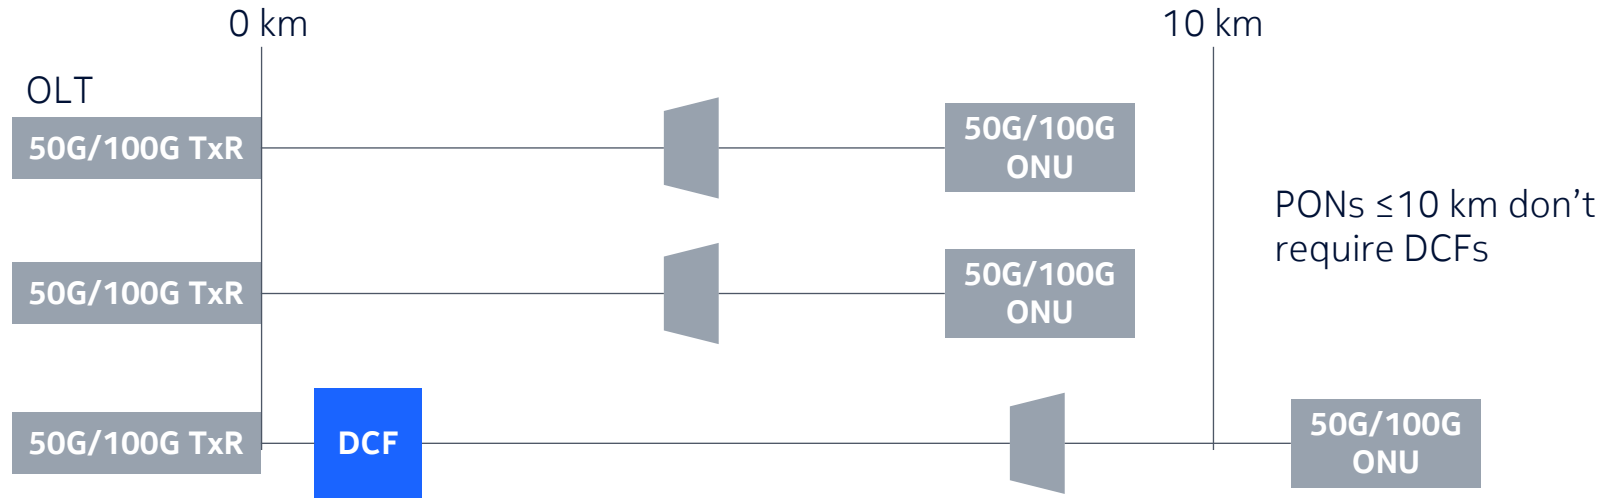 0 km
10 km
OLT
50G/100G TxR
50G/100G
ONU
PONs ≤10 km don’t
require DCFs
50G/100G TxR
50G/100G
ONU
50G/100G TxR
DCF
50G/100G
ONU